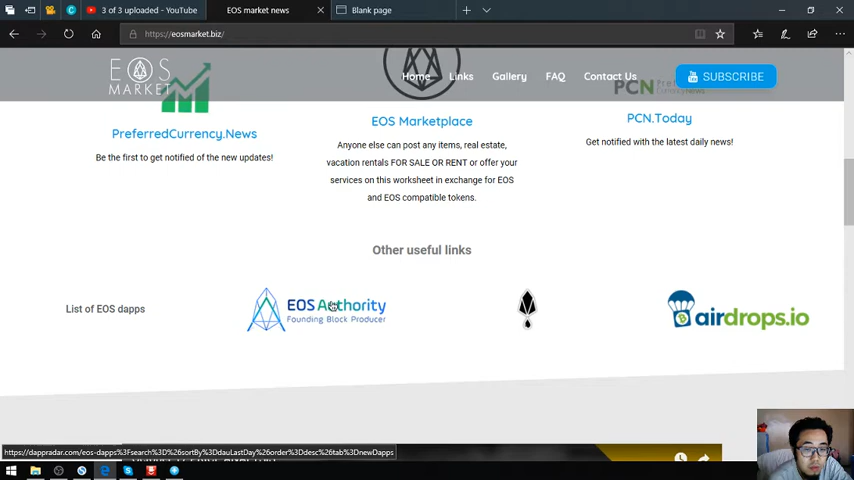 3 of 3 uploaded - YouTube
EOS market news
Blank page
https://eosmarket.biz/
EOS
MARKET
Home
Links
Gallery
FAQ
Contact Us
PCN
SUBSCRIBE
PreferredCurrency.News
Be the first to get notified of the new updates!
EOS Marketplace
Anyone else can post any items, real estate,
vacation rentals FOR SALE OR RENT or offer your
services on this worksheet in exchange for EOS
and EOS compatible tokens.
PCN.Today
Get notified with the latest daily news!
Other useful links
List of EOS dapps
EOS Authority
Founding Block Producer
airdrops.io
https://dappradar.com/eos-dapps%3Fsearch%3D%26sortBy%3DdauLastDay%26order%3Ddesc%26tab%3DnewDapps